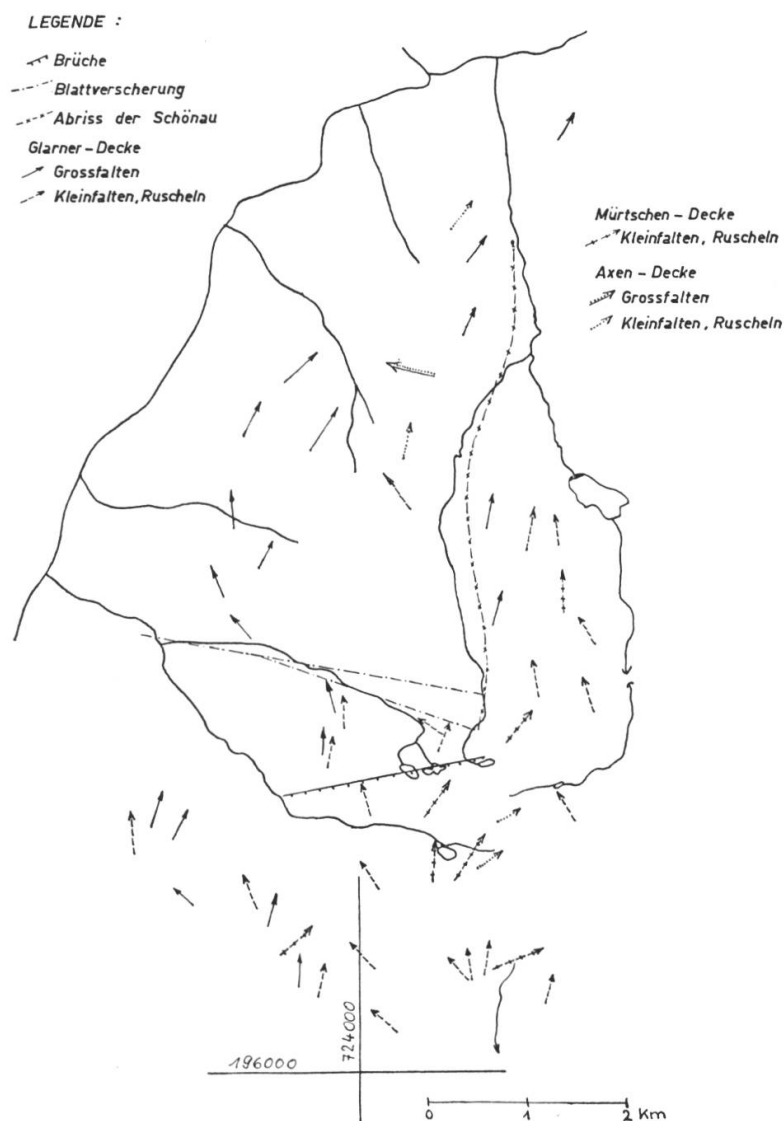 LEGENDE :
Brüche
Blattverscherung
Abriss der Schönau
Glarner-Decke
Grossfalten
Kleinfalten, Ruscheln
Mürtschen - Decke
Kleinfalten, Ruscheln
Axen - Decke
Grossfalten
Kleinfalten, Ruscheln
724000
196000
0 1 2 Km